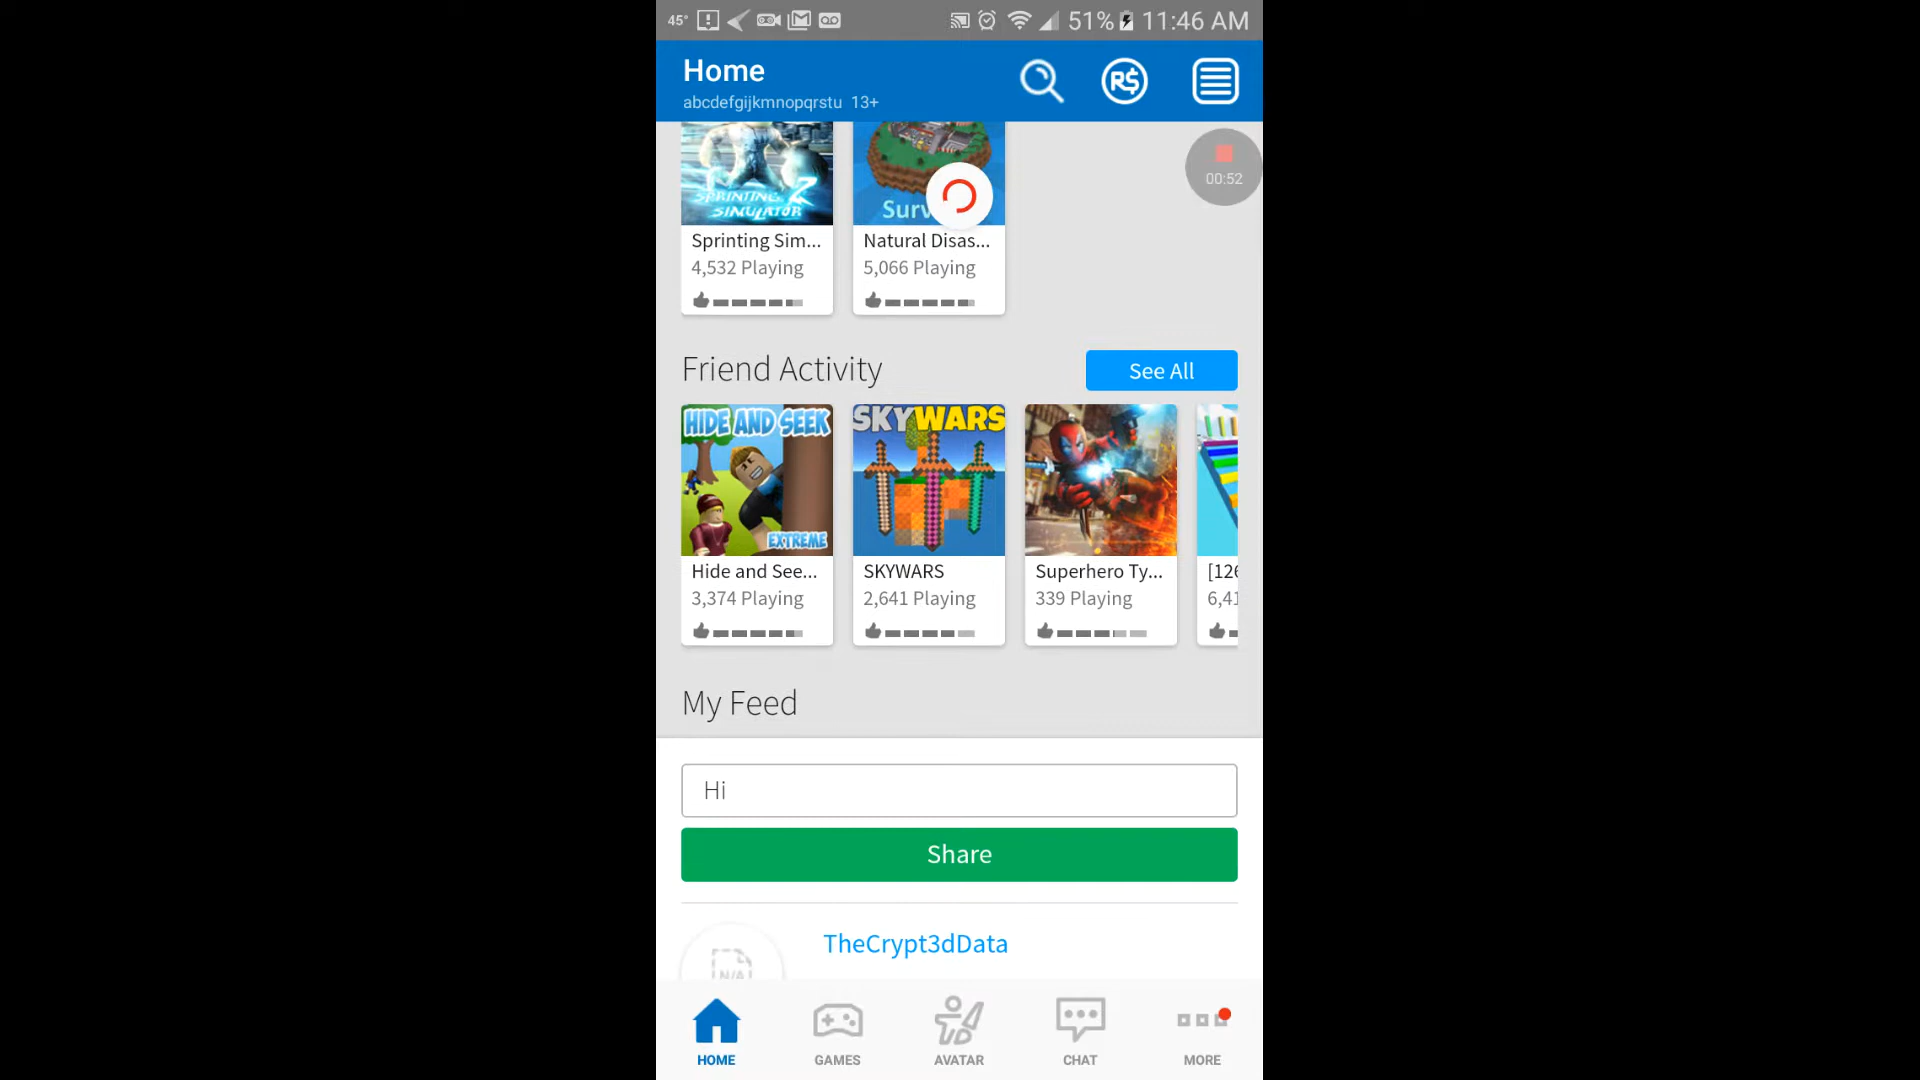 45° 51% 11:46 AM
Home
abcdefgijkmnopqrstu 13+
R$
00:52
SPRINTING
SIMULATOR 2
Surv
Sprinting Sim...
4,532 Playing
Natural Disas...
5,066 Playing
Friend Activity
See All
HIDE AND SEEK
EXTREME
SKYWARS
Hide and See...
3,374 Playing
SKYWARS
2,641 Playing
Superhero Ty...
339 Playing
[126
6,41
My Feed
Hi
Share
TheCrypt3dData
N/A
HOME
GAMES
AVATAR
CHAT
MORE